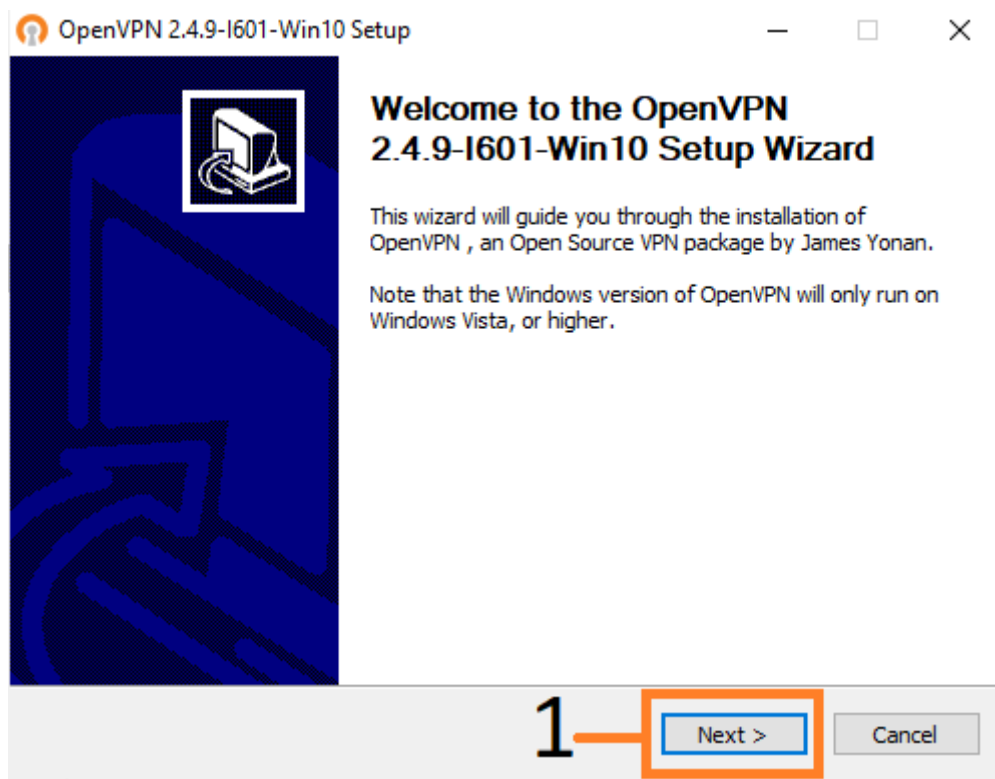 OpenVPN 2.4.9-I601-Win10 Setup
Welcome to the OpenVPN
2.4.9-I601-Win10 Setup Wizard
This wizard will guide you through the installation of
OpenVPN , an Open Source VPN package by James Yonan.
Note that the Windows version of OpenVPN will only run on
Windows Vista, or higher.
1
Next >
Cancel